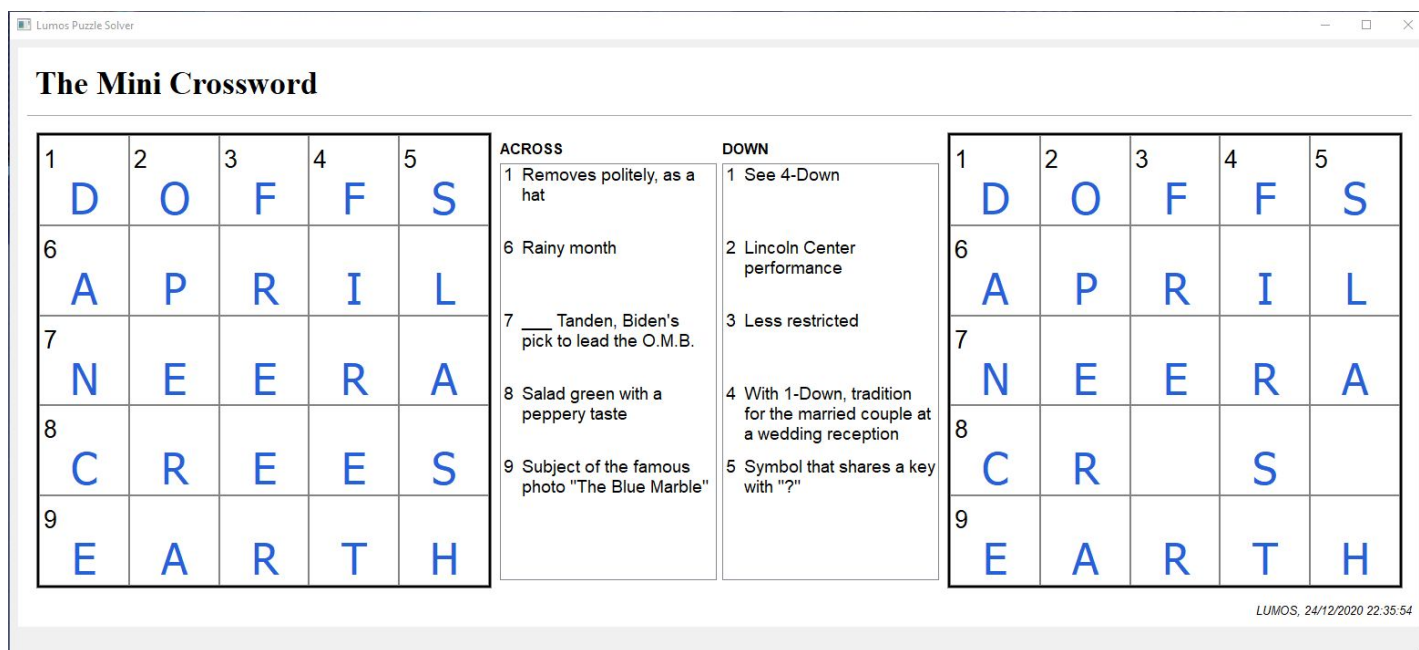 Lumos Puzzle Solver
The Mini Crossword
1 2 3 4 5
D O F F S
6
A P R I L
7
N E E R A
8
C R E E S
9
E A R T H
ACROSS
1 Removes politely, as a
hat
6 Rainy month
7 ___ Tanden, Biden's
pick to lead the O.M.B.
8 Salad green with a
peppery taste
9 Subject of the famous
photo "The Blue Marble"
DOWN
1 See 4-Down
2 Lincoln Center
performance
3 Less restricted
4 With 1-Down, tradition
for the married couple at
a wedding reception
5 Symbol that shares a key
with "?"
1 2 3 4 5
D O F F S
6
A P R I L
7
N E E R A
8
C R S
9
E A R T H
LUMOS, 24/12/2020 22:35:54